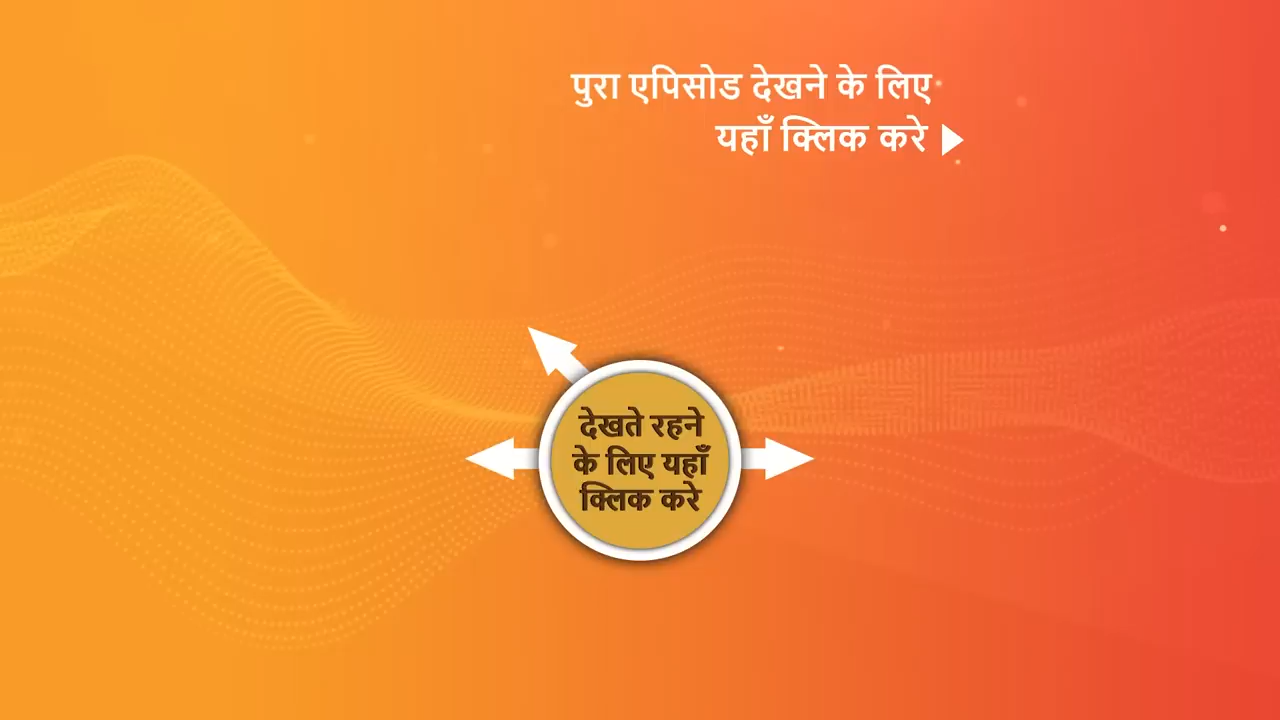 पुरा एपिसोड देखने के लिए
यहाँ क्लिक करे
देखते रहने
के लिए यहाँ
क्लिक करे